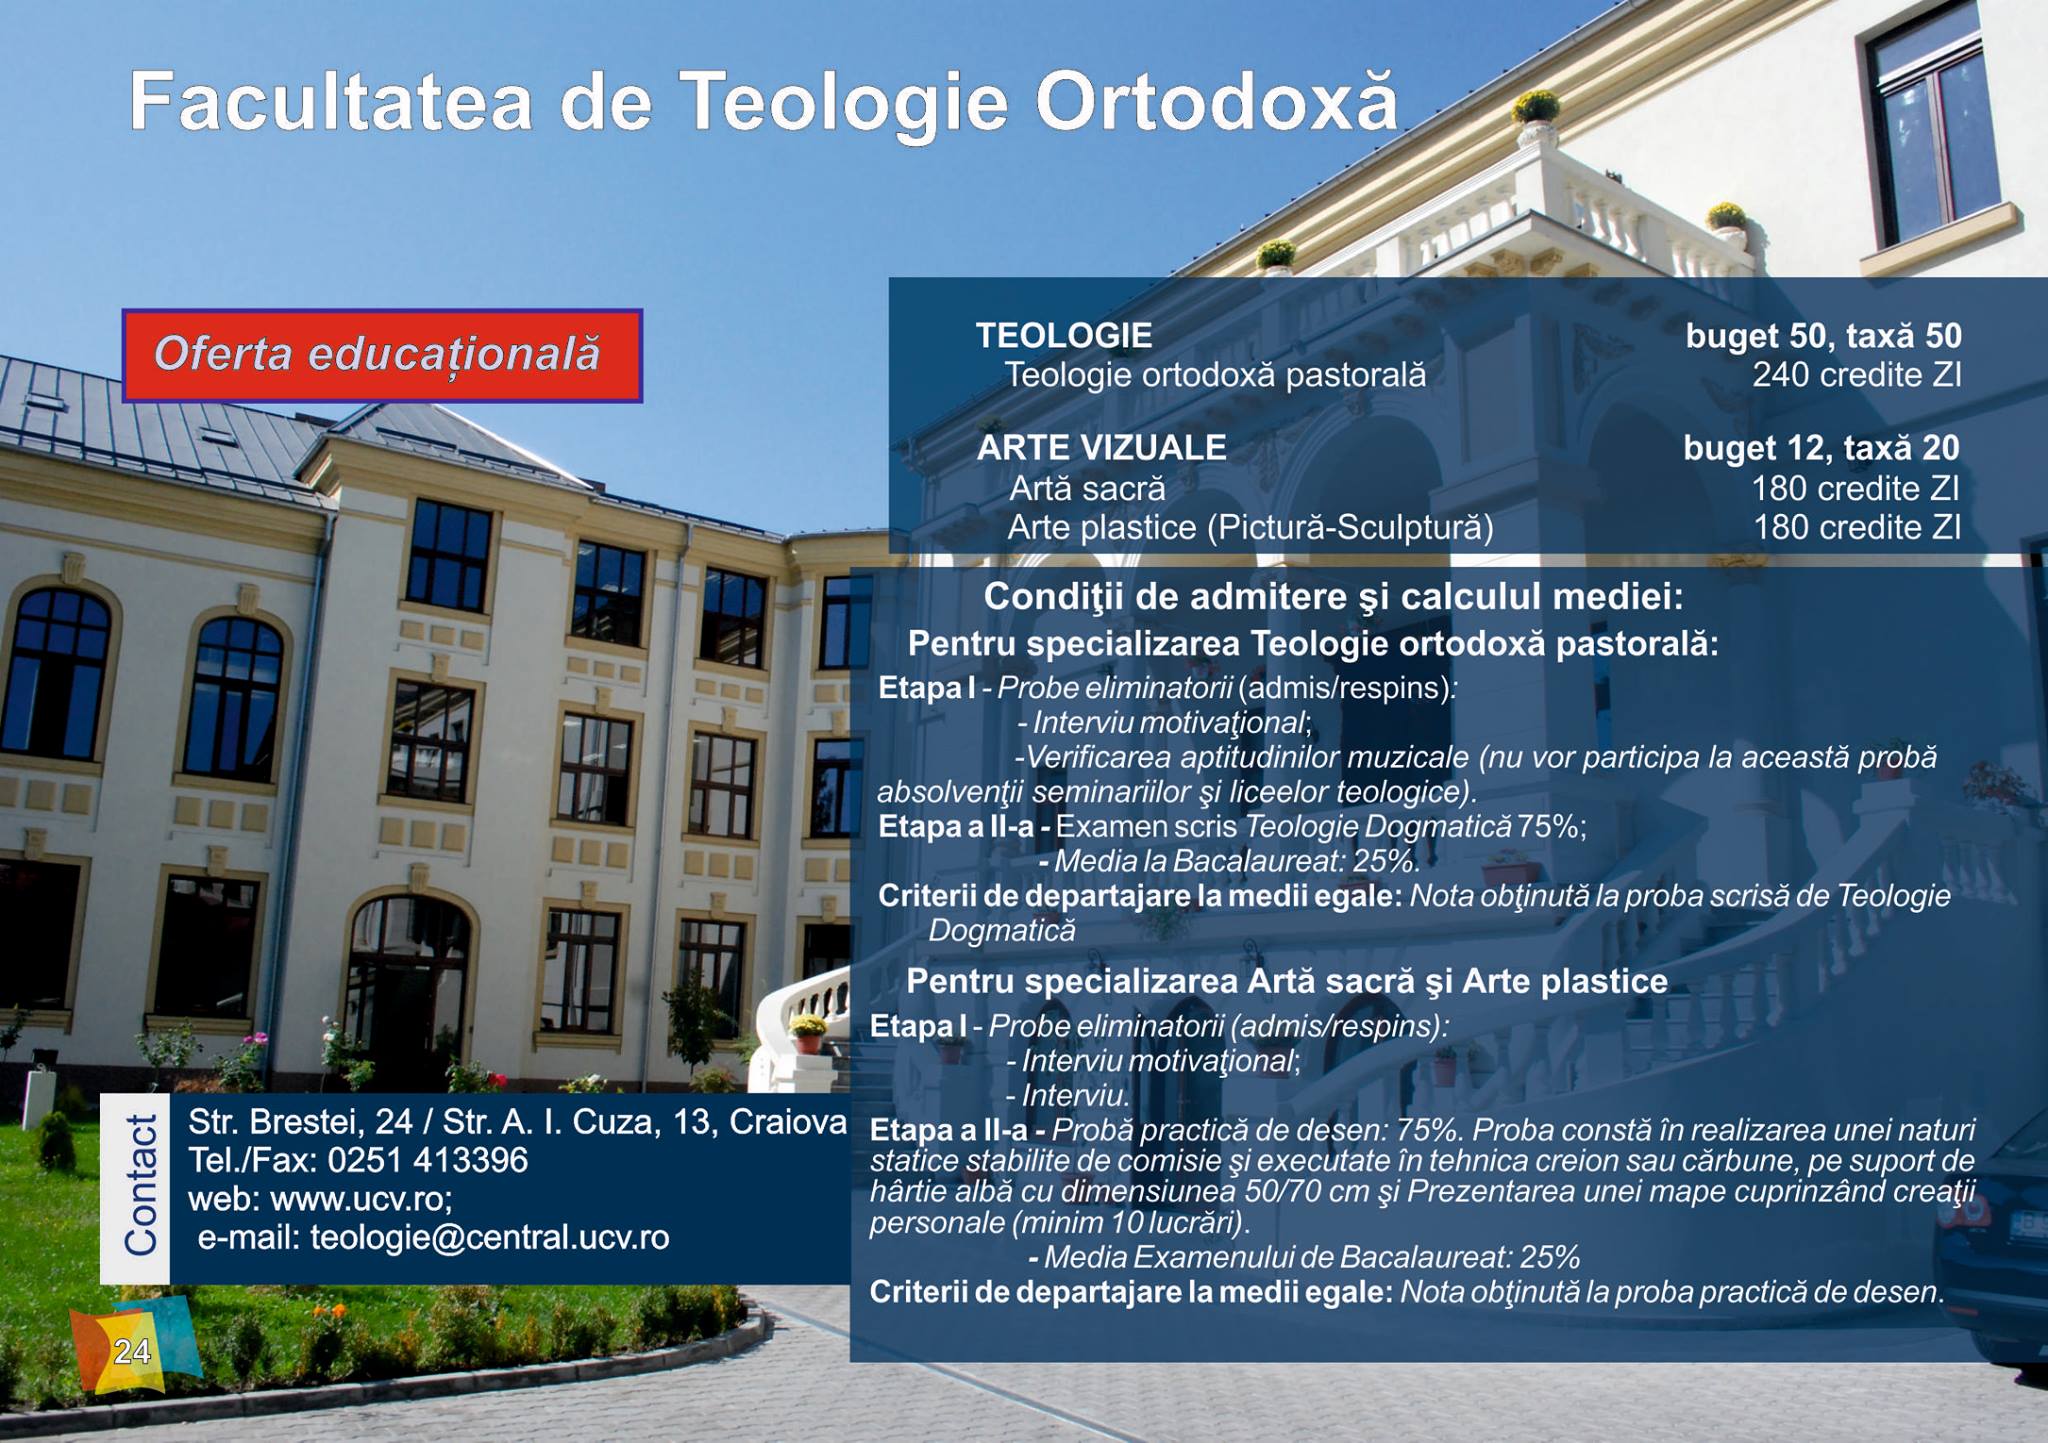 Facultatea de Teologie Ortodoxă
Oferta educațională
TEOLOGIE buget 50, taxă 50
Teologie ortodoxă pastorală 240 credite ZI
ARTE VIZUALE buget 12, taxă 20
Artă sacră 180 credite ZI
Arte plastice (Pictură-Sculptură) 180 credite ZI
Condiţii de admitere şi calculul mediei:
Pentru specializarea Teologie ortodoxă pastorală:
Etapa I - Probe eliminatorii (admis/respins):
- Interviu motivaţional;
-Verificarea aptitudinilor muzicale (nu vor participa la această probă
absolvenţii seminariilor şi liceelor teologice).
Etapa a II-a - Examen scris Teologie Dogmatică 75%;
- Media la Bacalaureat: 25%.
Criterii de departajare la medii egale: Nota obţinută la proba scrisă de Teologie
Dogmatică
Pentru specializarea Artă sacră şi Arte plastice
Etapa I - Probe eliminatorii (admis/respins):
- Interviu motivaţional;
- Interviu.
Etapa a II-a - Probă practică de desen: 75%. Proba constă în realizarea unei naturi
statice stabilite de comisie şi executate în tehnica creion sau cărbune, pe suport de
hârtie albă cu dimensiunea 50/70 cm şi Prezentarea unei mape cuprinzând creaţii
personale (minim 10 lucrări).
- Media Examenului de Bacalaureat: 25%
Criterii de departajare la medii egale: Nota obţinută la proba practică de desen.
Contact
Str. Brestei, 24 / Str. A. I. Cuza, 13, Craiova
Tel./Fax: 0251 413396
web: www.ucv.ro;
e-mail: teologie@central.ucv.ro
24